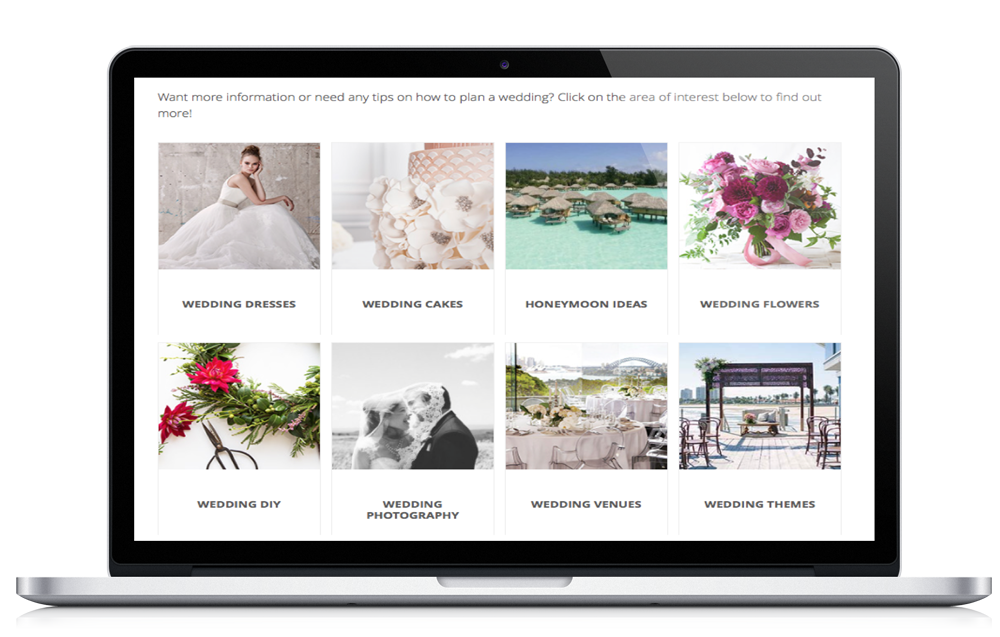 Want more information or need any tips on how to plan a wedding? Click on the area of interest below to find out
more!
WEDDING DRESSES
WEDDING CAKES
HONEYMOON IDEAS
WEDDING FLOWERS
WEDDING DIY
WEDDING
PHOTOGRAPHY
WEDDING VENUES
WEDDING THEMES